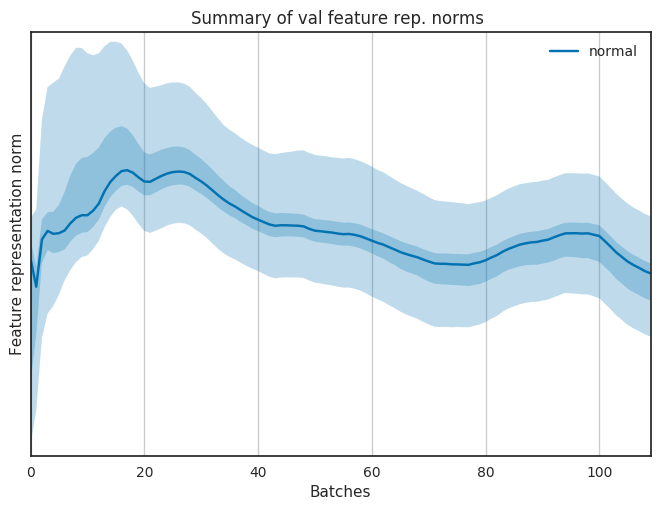 Summary of val feature rep. norms
normal
Feature representation norm
0 20 40 60 80 100
Batches